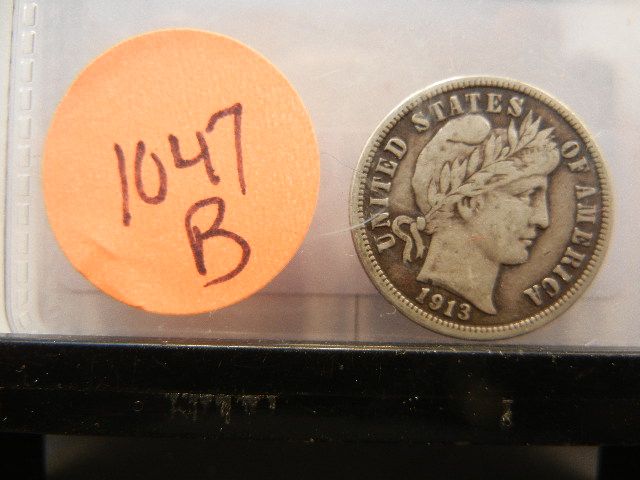 1047
B
UNITED STATES OF AMERICA
1913